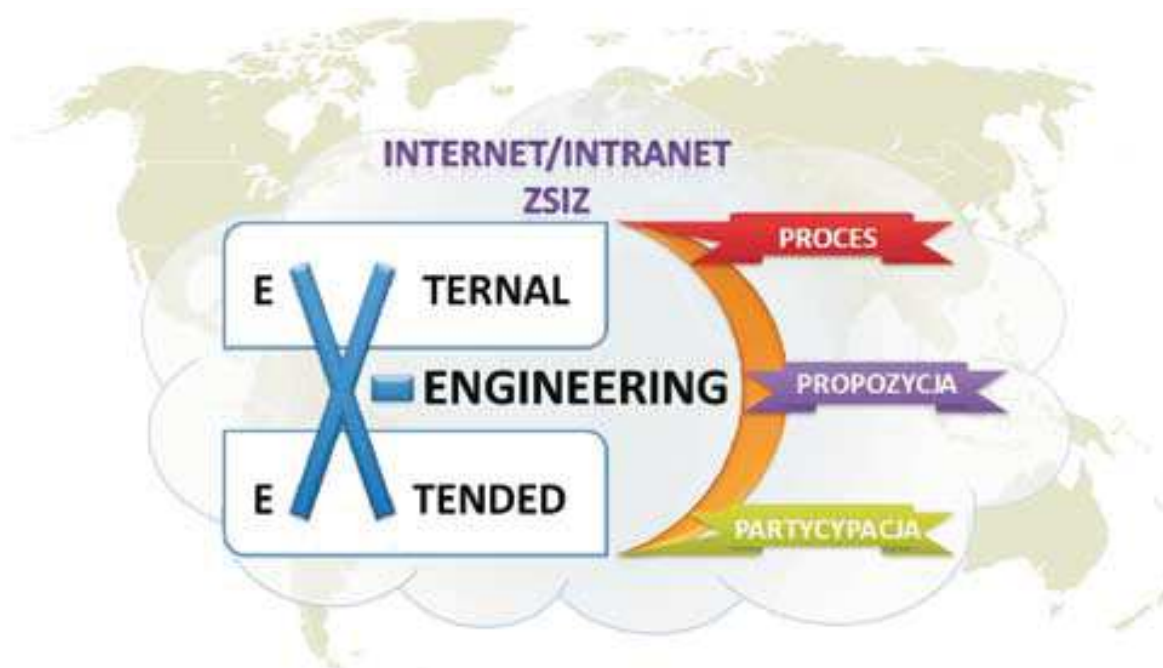 INTERNET/INTRANET
ZSIZ
PROCES
E X TERNAL
X-ENGINEERING
PROPOZYCJA
E X TENDED
PARTYCYPACJA